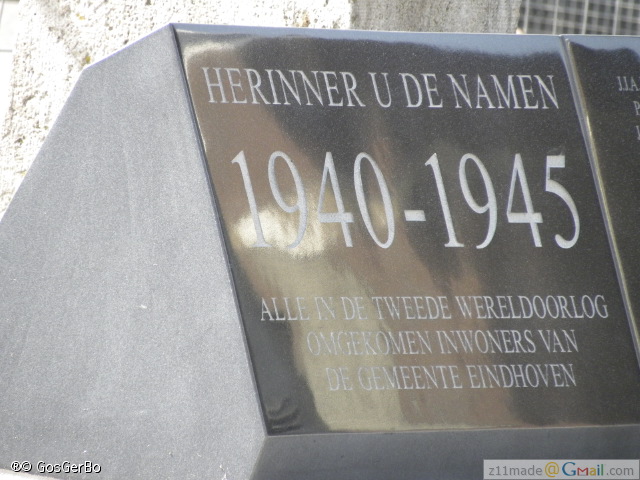 HERINNER U DE NAMEN
1940-1945
ALLE IN DE TWEEDE WERELDOORLOG
OMGEKOMEN INWONERS VAN
DE GEMEENTE EINDHOVEN
J.J.A.
®© GosGerBo
z11made@GMail.com